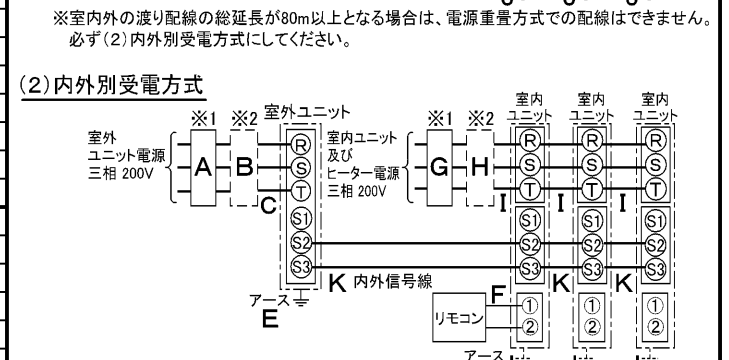 ※室内外の渡り配線の総延長が80m以上となる場合は、電源重畳方式での配線はできません。
必ず(2)内外別受電方式にしてください。
(2)内外別受電方式
※1 ※2 室外ユニット
室外
ユニット電源
三相 200V
A
B
C
R
S
T
S1
S2
S3
アース
E
K 内外信号線
※1 ※2
室内ユニット
及び
ヒーター電源
三相 200V
G
H
室内
ユニット
室内
ユニット
室内
ユニット
R
R
R
S
S
S
T
T
T
I
I
I
S1
S1
S1
S2
S2
S2
S3
S3
S3
F
K
K
リモコン
①
①
①
②
②
②
アース